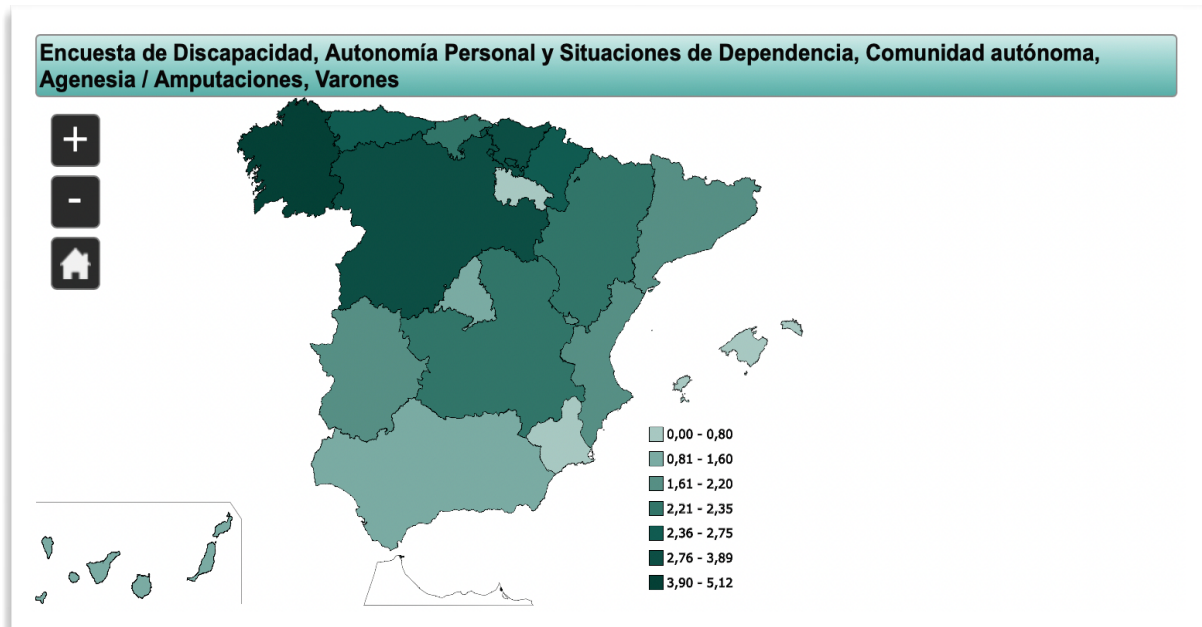 Encuesta de Discapacidad, Autonomía Personal y Situaciones de Dependencia, Comunidad autónoma,
Agenesia / Amputaciones, Varones
+
-
0,00 - 0,80
0,81 - 1,60
1,61 - 2,20
2,21 - 2,35
2,36 - 2,75
2,76 - 3,89
3,90 - 5,12